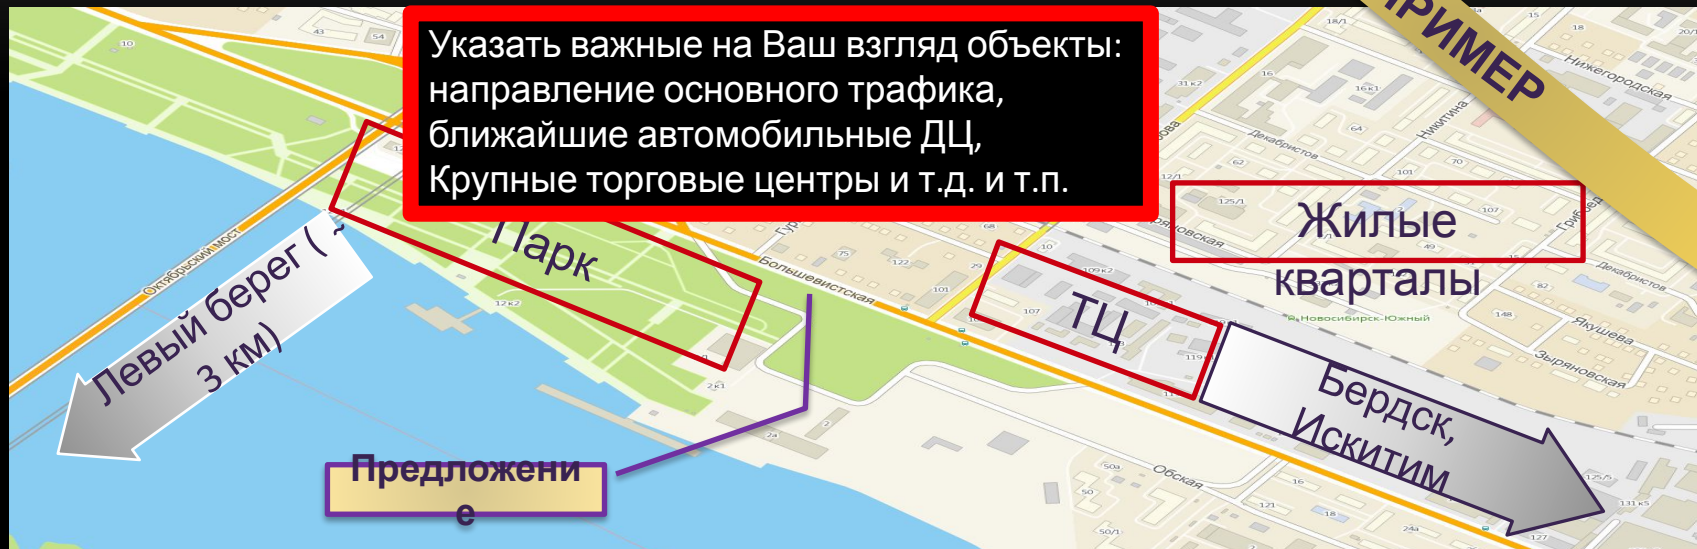 Указать важные на Ваш взгляд объекты:
направление основного трафика,
ближайшие автомобильные ДЦ,
Крупные торговые центры и т.д. и т.п.
ПРИМЕР
Нижегородская
Никитина
Декабристов
Жилые
кварталы
Декабристов
Якушева
Зыряновская
Новосибирск-Южный
Октябрьский мост
Парк
Большевистская
ТЦ
Левый берег ( ~
3 км)
Бердск,
Искитим
Обская
Предложени
е